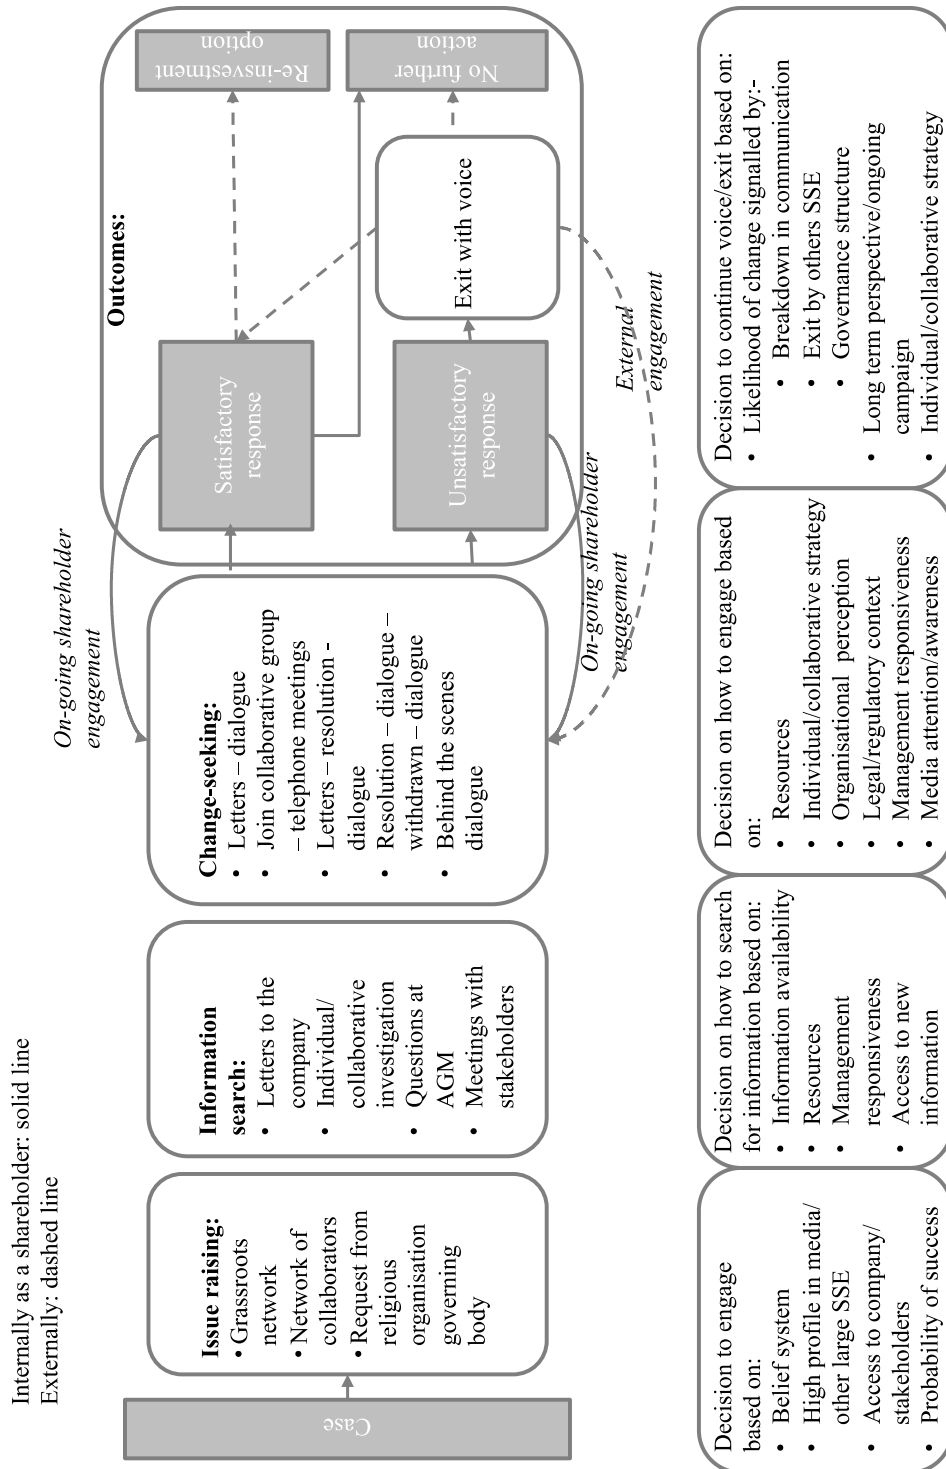 Internally as a shareholder: solid line
Externally: dashed line
Case
Issue raising:
• Grassroots
network
• Network of
collaborators
• Request from
religious
organisation
governing
body
Information
search:
• Letters to the
company
• Individual/
collaborative
investigation
• Questions at
AGM
• Meetings with
stakeholders
On-going shareholder
engagement
Change-seeking:
• Letters – dialogue
• Join collaborative group
– telephone meetings
• Letters – resolution -
dialogue
• Resolution – dialogue –
withdrawn – dialogue
• Behind the scenes
dialogue
On-going shareholder
engagement
External
engagement
Outcomes:
Satisfactory
response
Unsatisfactory
response
Exit with voice
Re-insvestment
option
No further
action
Decision to engage
based on:
• Belief system
• High profile in media/
other large SSE
• Access to company/
stakeholders
• Probability of success
Decision on how to search
for information based on:
• Information availability
• Resources
• Management
responsiveness
• Access to new
information
Decision on how to engage based
on:
• Resources
• Individual/collaborative strategy
• Organisational perception
• Legal/regulatory context
• Management responsiveness
• Media attention/awareness
Decision to continue voice/exit based on:
• Likelihood of change signalled by:-
• Breakdown in communication
• Exit by others SSE
• Governance structure
• Long term perspective/ongoing
campaign
• Individual/collaborative strategy